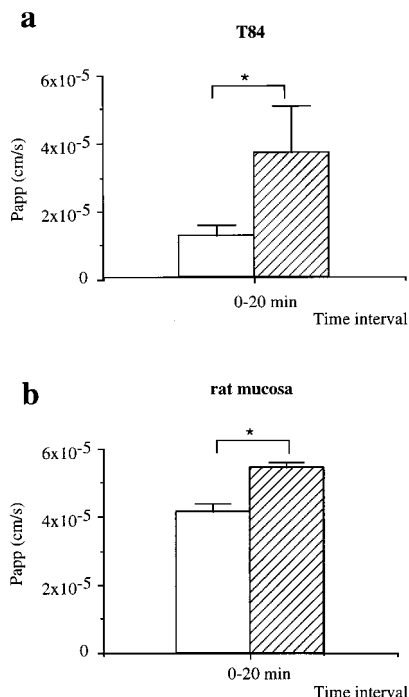 a
T84
*
6x10-5
4x10-5
2x10-5
0
Papp (cm/s)
0-20 min
Time interval
b
rat mucosa
*
6x10-5
4x10-5
2x10-5
0
Papp (cm/s)
0-20 min
Time interval